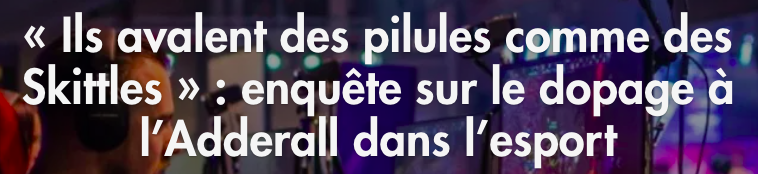 « Ils avalent des pilules comme des
Skittles » : enquête sur le dopage à
l’Adderall dans l’esport